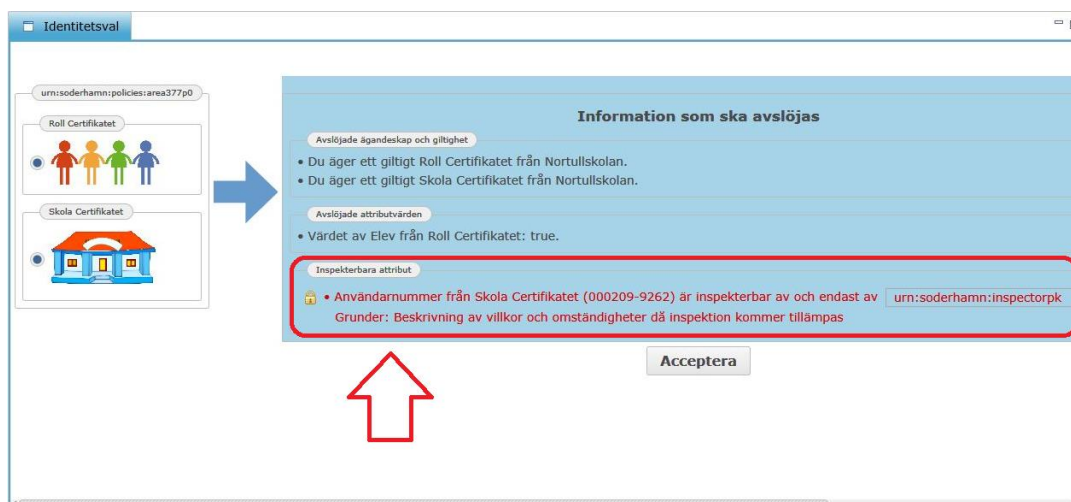 Identitetsval
urn:soderhamn:policies:area377p0
Roll Certifikatet
Skola Certifikatet
Information som ska avslöjas
Avslöjade ägandeskap och giltighet
• Du äger ett giltigt Roll Certifikatet från Nortullskolan.
• Du äger ett giltigt Skola Certifikatet från Nortullskolan.
Avslöjade attributvärden
• Värdet av Elev från Roll Certifikatet: true.
Inspekterbara attribut
• Användarnummer från Skola Certifikatet (000209-9262) är inspekterbar av och endast av urn:soderhamn:inspectorpk
Grunder: Beskrivning av villkor och omständigheter då inspektion kommer tillämpas
Acceptera